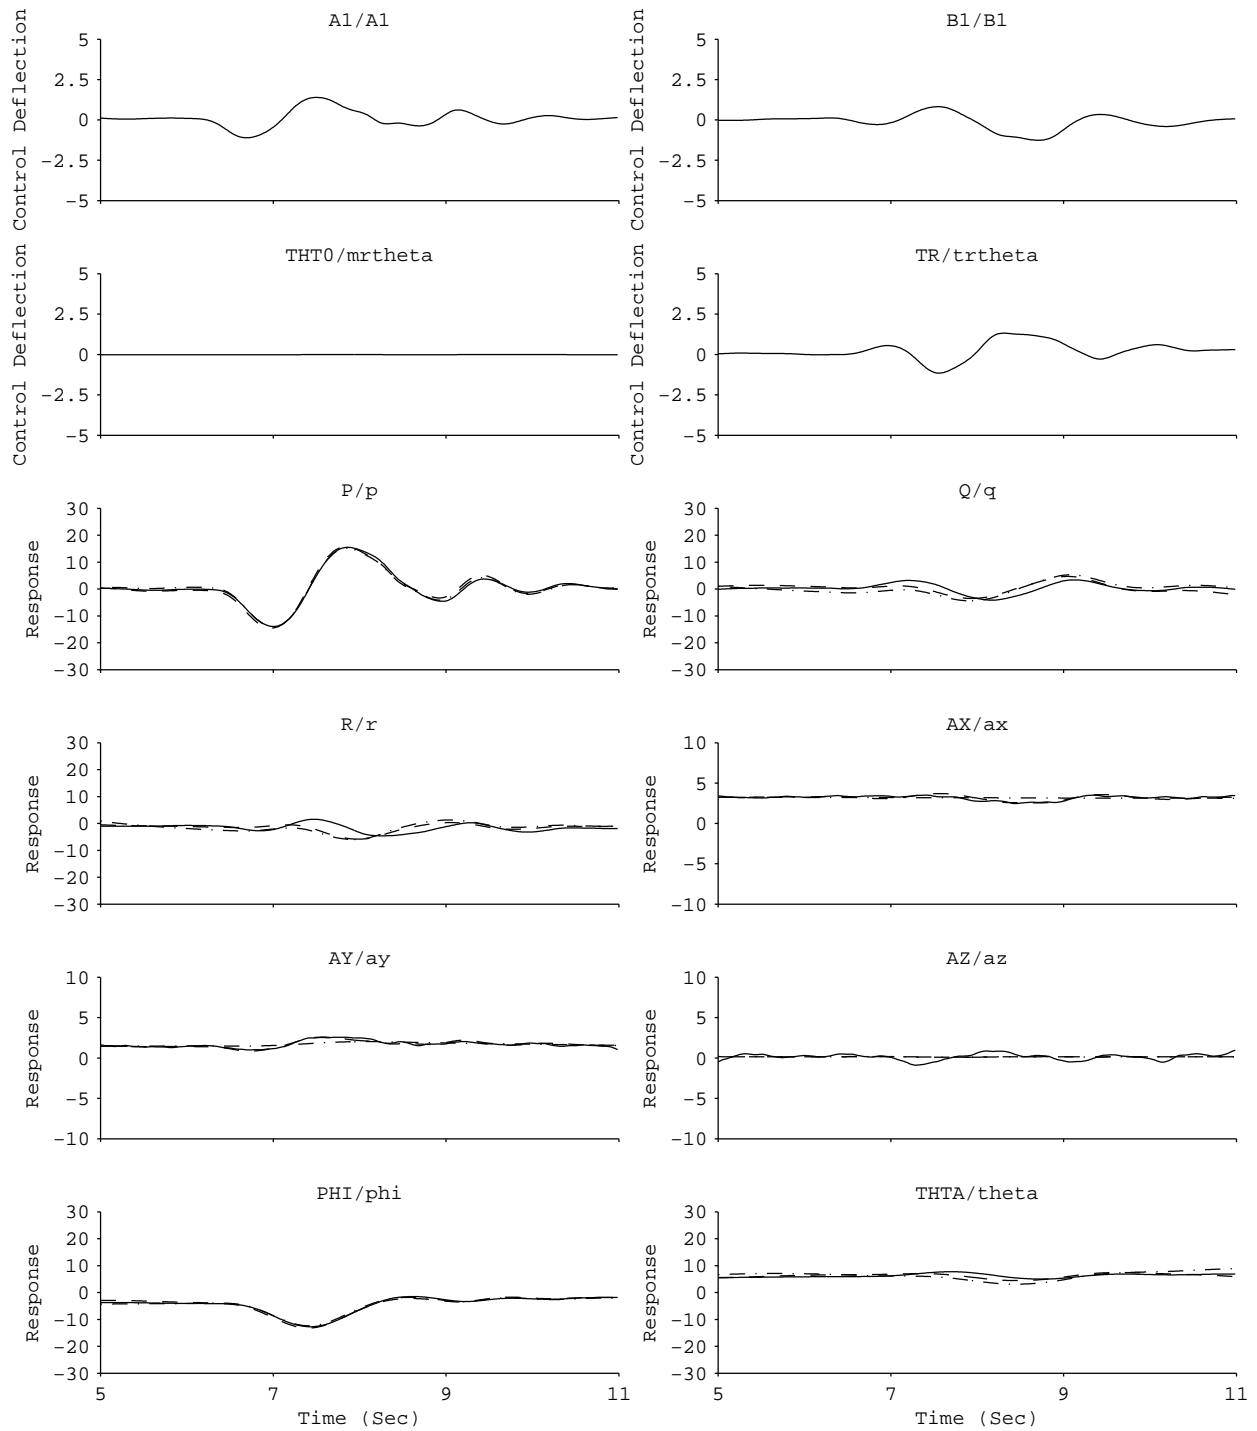 A1/A1
B1/B1
Control Deflection
5
2.5
0
−2.5
−5
Control Deflection
5
2.5
0
−2.5
−5
THT0/mrtheta
TR/trtheta
Control Deflection
5
2.5
0
−2.5
−5
Control Deflection
5
2.5
0
−2.5
−5
P/p
Q/q
Response
30
20
10
0
−10
−20
−30
Response
30
20
10
0
−10
−20
−30
R/r
AX/ax
Response
30
20
10
0
−10
−20
−30
Response
10
5
0
−5
−10
AY/ay
AZ/az
Response
10
5
0
−5
−10
Response
10
5
0
−5
−10
PHI/phi
THTA/theta
Response
30
20
10
0
−10
−20
−30
Response
30
20
10
0
−10
−20
−30
5 7 9 11
5 7 9 11
Time (Sec)
Time (Sec)